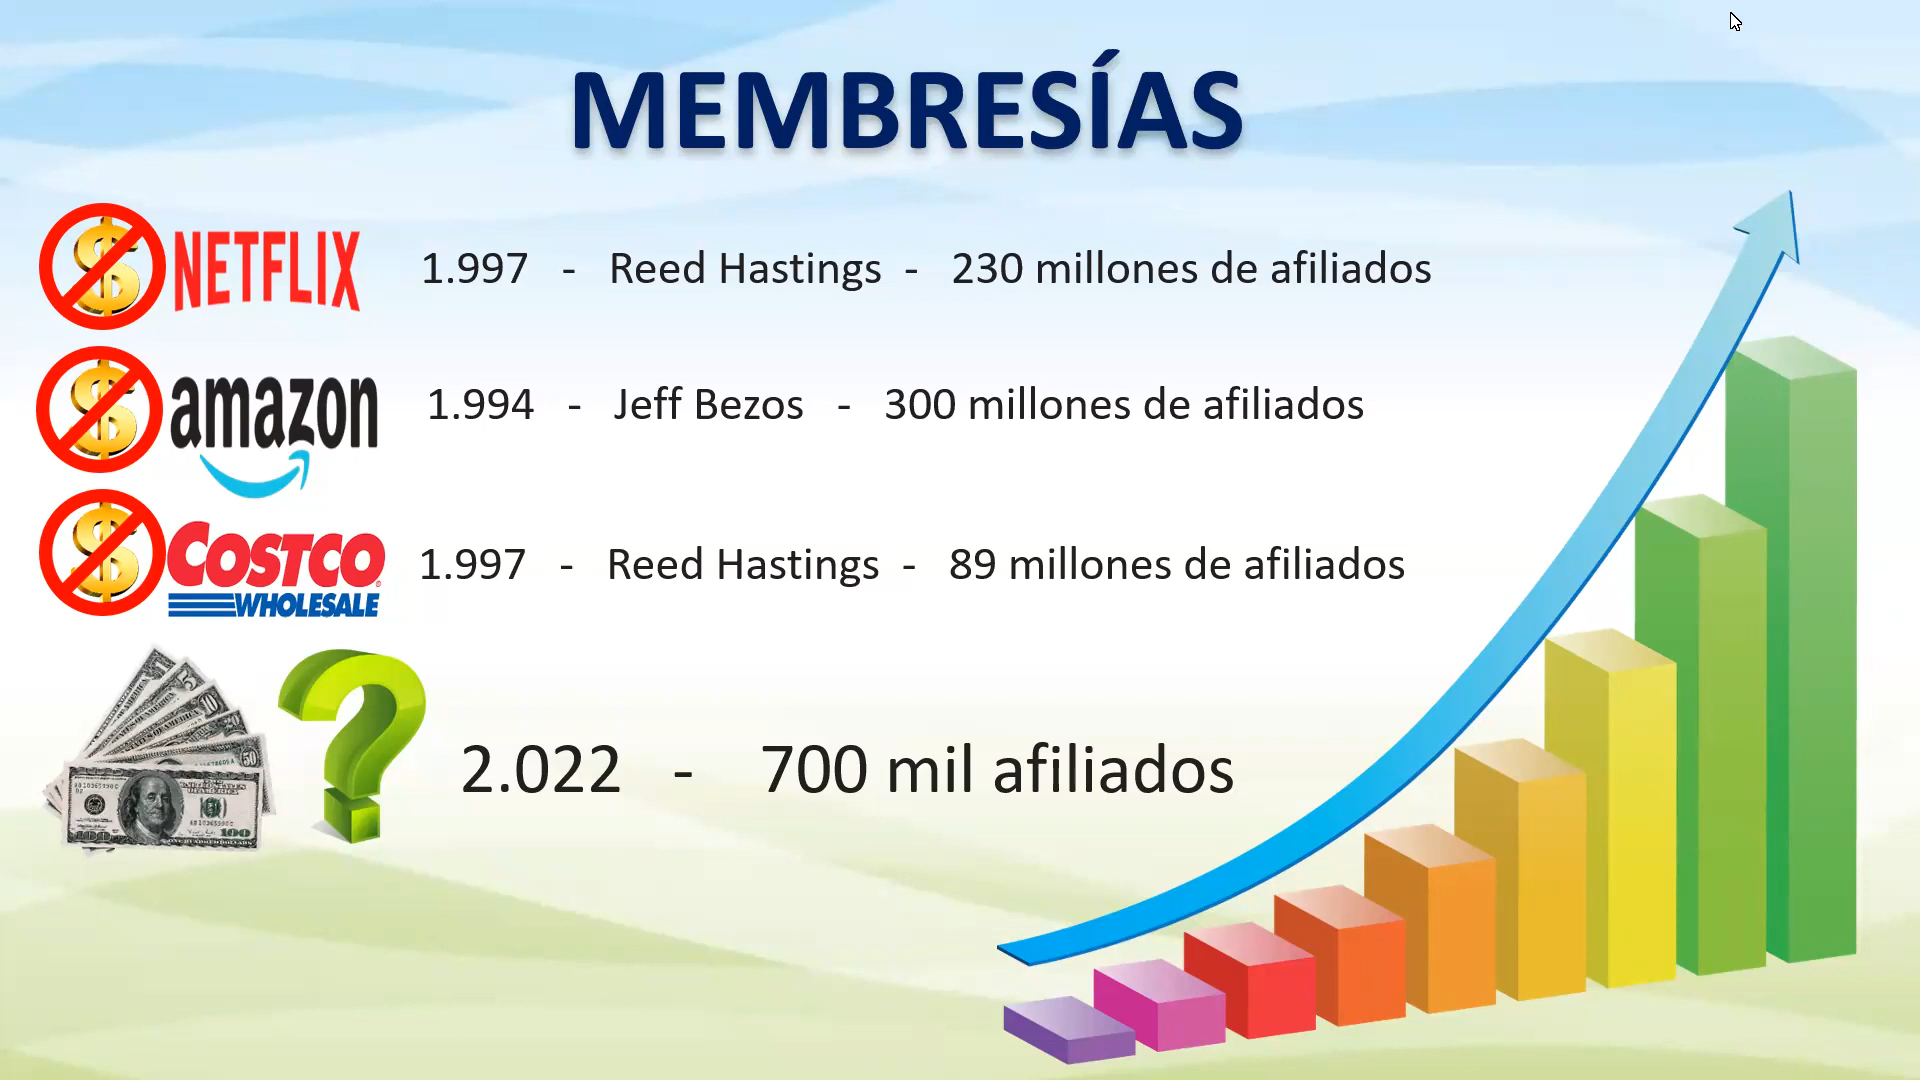 MEMBRESÍAS
NETFLIX 1.997 - Reed Hastings - 230 millones de afiliados
amazon 1.994 - Jeff Bezos - 300 millones de afiliados
COSTCO 1.997 - Reed Hastings - 89 millones de afiliados
WHOLESALE
2.022 - 700 mil afiliados